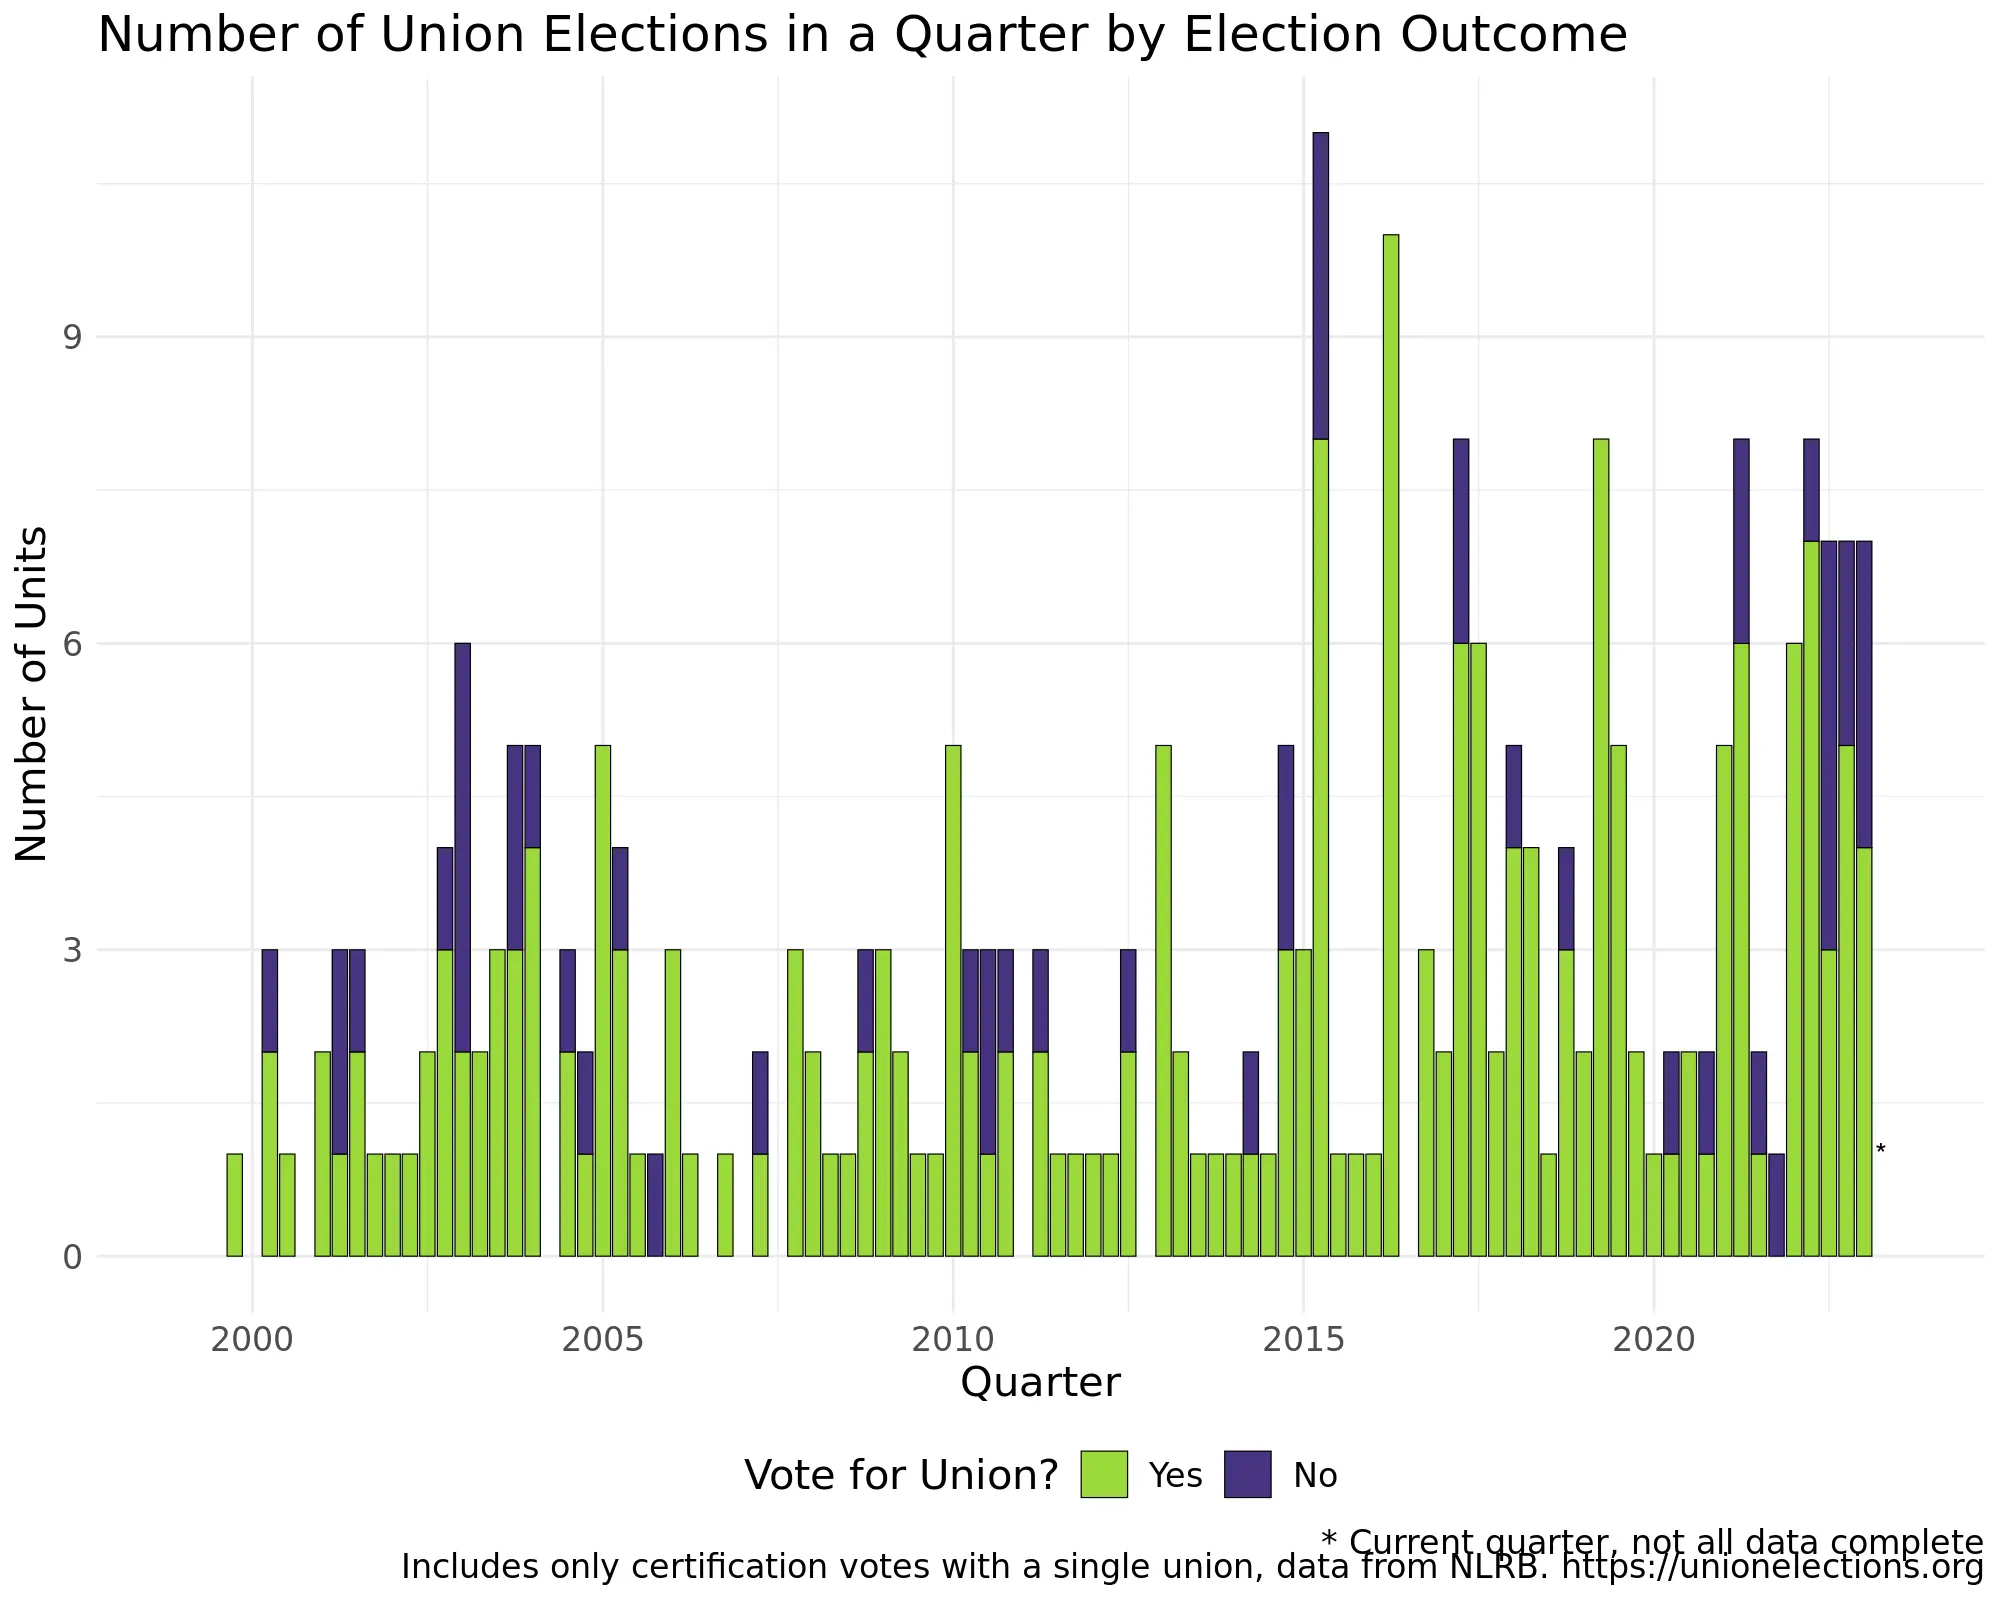 Number of Union Elections in a Quarter by Election Outcome
Number of Units
9
6
3
0
*
2000 2005 2010 2015 2020
Quarter
Vote for Union? Yes No
* Current quarter, not all data complete
Includes only certification votes with a single union, data from NLRB. https://unionelections.org